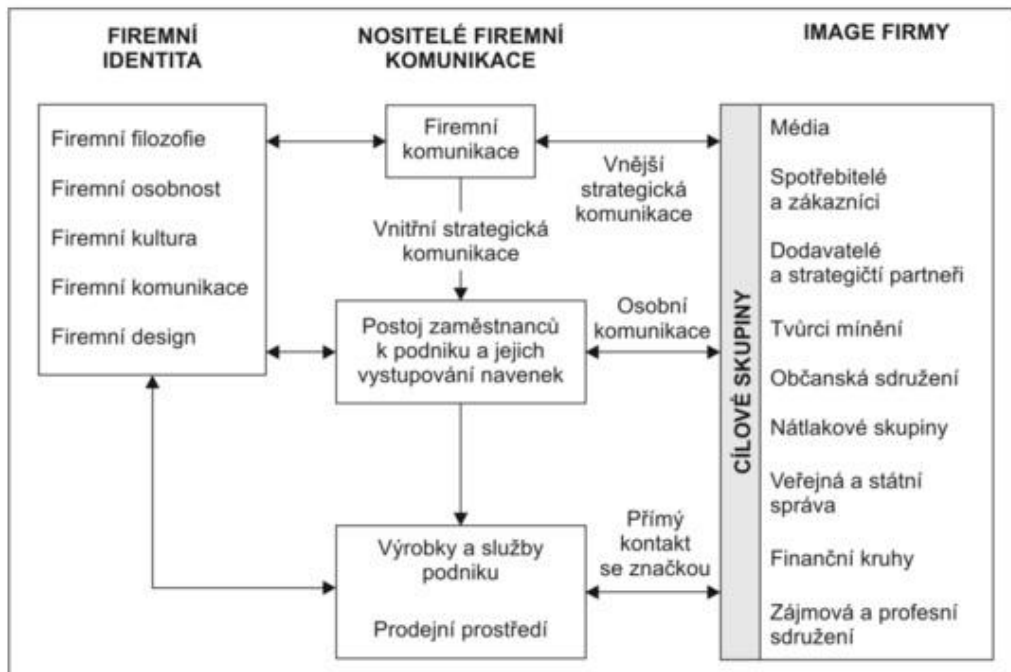 FIREMNÍ
IDENTITA
NOSITELÉ FIREMNÍ
KOMUNIKACE
IMAGE FIRMY
Firemní filozofie
Firemní osobnost
Firemní kultura
Firemní komunikace
Firemní design
Firemní
komunikace
Vnější
strategická
komunikace
Vnitřní strategická
komunikace
Postoj zaměstnanců
k podniku a jejich
vystupování navenek
Osobní
komunikace
Výrobky a služby
podniku
Prodejní prostředí
Přímý
kontakt
se značkou
CÍLOVÉ SKUPINY
Média
Spotřebitelé
a zákazníci
Dodavatelé
a strategičtí partneři
Tvůrci mínění
Občanská sdružení
Nátlakové skupiny
Veřejná a státní
správa
Finanční kruhy
Zájmová a profesní
sdružení